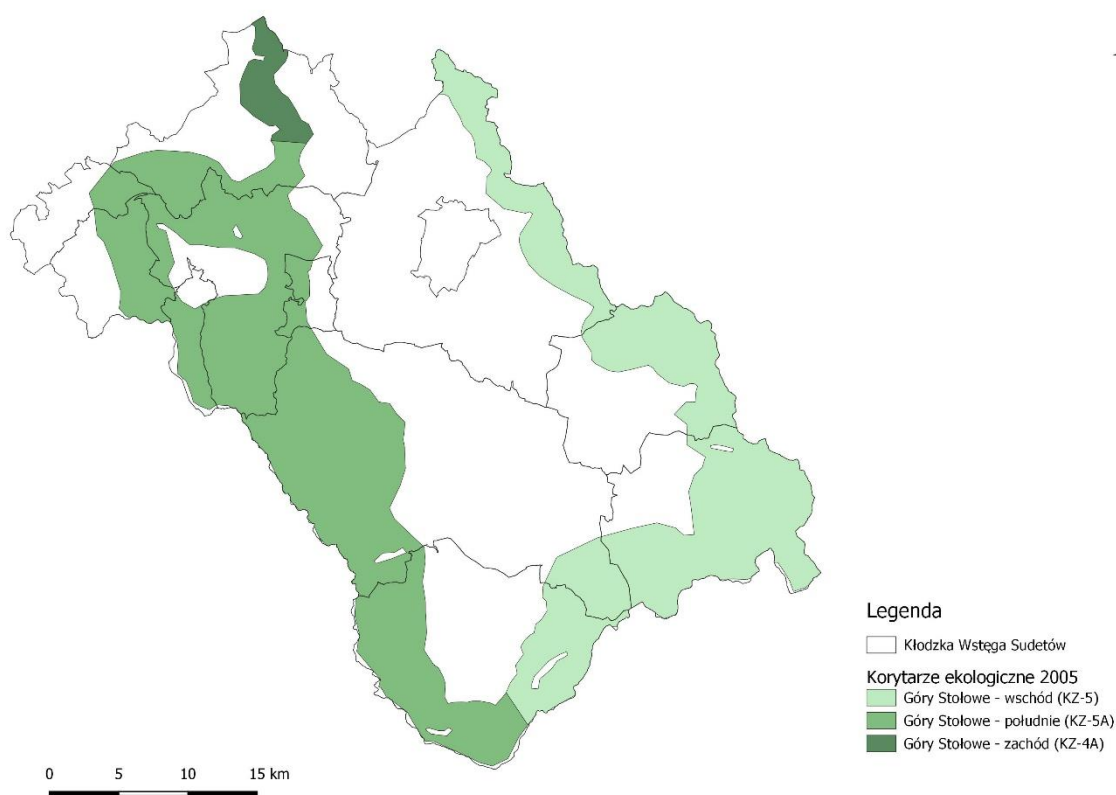 Legenda
Kłodzka Wstęga Sudetów
Korytarze ekologiczne 2005
Góry Stołowe - wschód (KZ-5)
Góry Stołowe - południe (KZ-5A)
Góry Stołowe - zachód (KZ-4A)
0 5 10 15 km